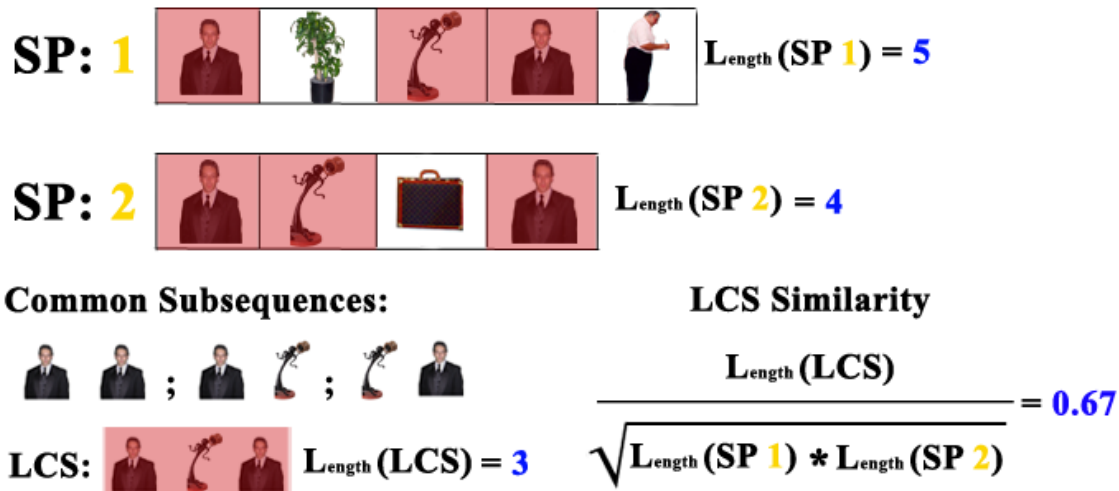 SP: 1 Length (SP 1) = 5
SP: 2 Length (SP 2) = 4
Common Subsequences:
; ;
LCS: Length (LCS) = 3
LCS Similarity
Length (LCS)
= 0.67
√ Length (SP 1) * Length (SP 2)